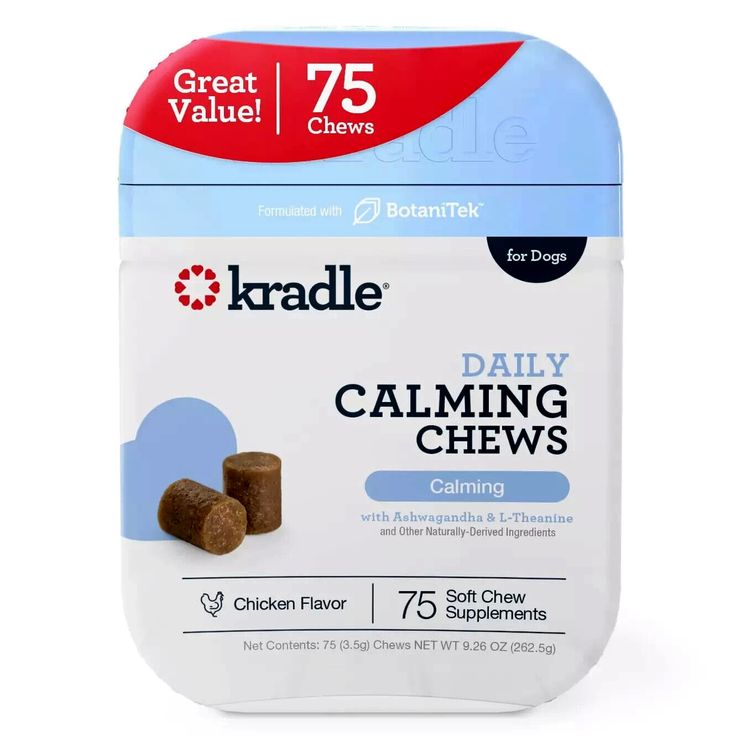 Great
Value!
75
Chews
kradle
Formulated with BotaniTek™
for Dogs
kradle®
DAILY
CALMING
CHEWS
Calming
with Ashwagandha & L-Theanine
and Other Naturally-Derived Ingredients
Chicken Flavor
75 Soft Chew
Supplements
Net Contents: 75 (3.5g) Chews NET WT 9.26 OZ (262.5g)